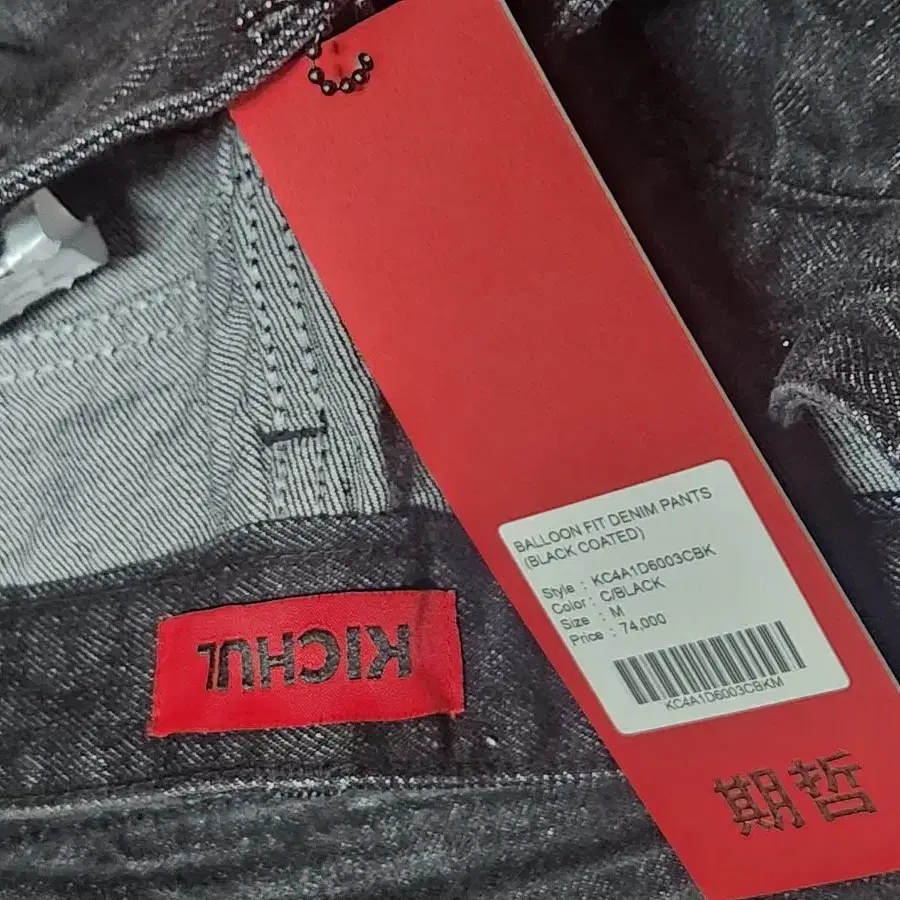 BALLOON FIT DENIM PANTS
(BLACK COATED)
Style : KC4A1D6003CBK
Color : C/BLACK
Size : M
Price : 74,000
KC4A1D6003CBKM
期哲
KICHUL